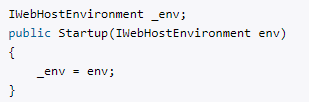 IWebHostEnvironment _env;
public Startup(IWebHostEnvironment env)
{
    _env = env;
}